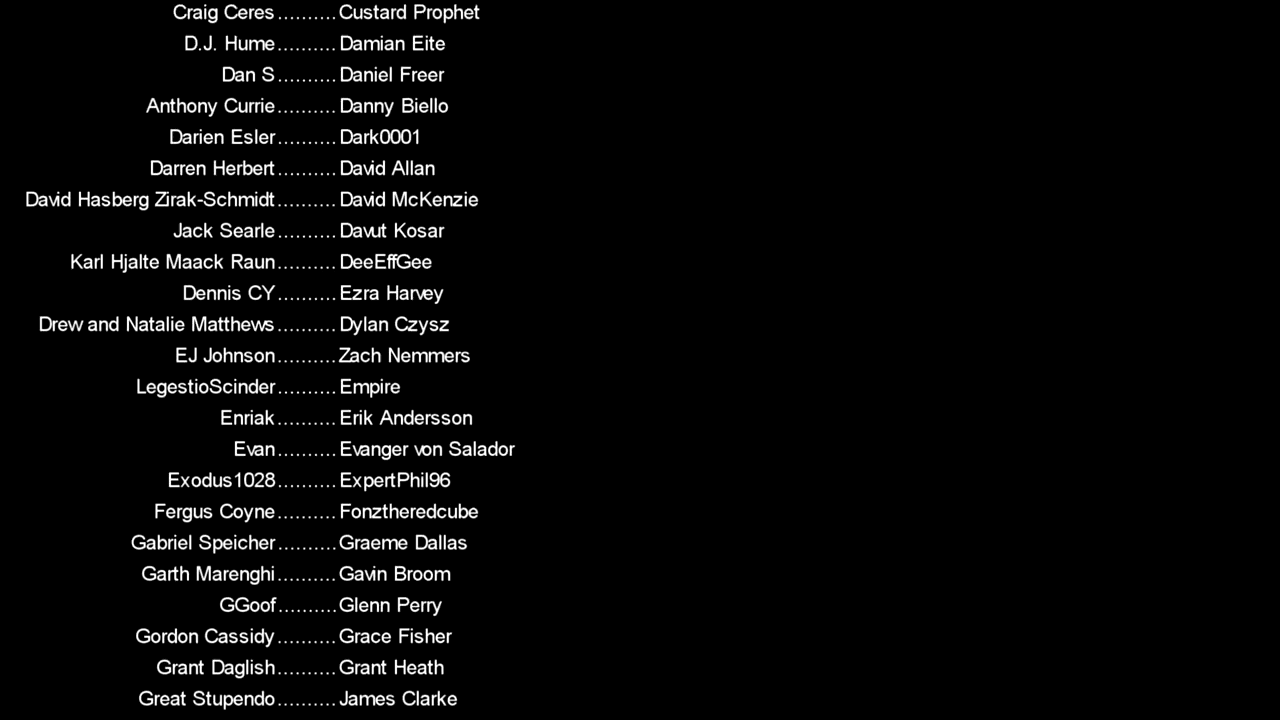 Craig Ceres..........Custard Prophet
D.J. Hume..........Damian Eite
Dan S..........Daniel Freer
Anthony Currie..........Danny Biello
Darien Esler..........Dark0001
Darren Herbert..........David Allan
David Hasberg Zirak-Schmidt..........David McKenzie
Jack Searle..........Davut Kosar
Karl Hjalte Maack Raun..........DeeEffGee
Dennis CY..........Ezra Harvey
Drew and Natalie Matthews..........Dylan Czysz
EJ Johnson..........Zach Nemmers
LegestioScinder..........Empire
Enriak..........Erik Andersson
Evan..........Evanger von Salador
Exodus1028..........ExpertPhil96
Fergus Coyne..........Fonztheredcube
Gabriel Speicher..........Graeme Dallas
Garth Marenghi..........Gavin Broom
GGoof..........Glenn Perry
Gordon Cassidy..........Grace Fisher
Grant Daglish..........Grant Heath
Great Stupendo..........James Clarke